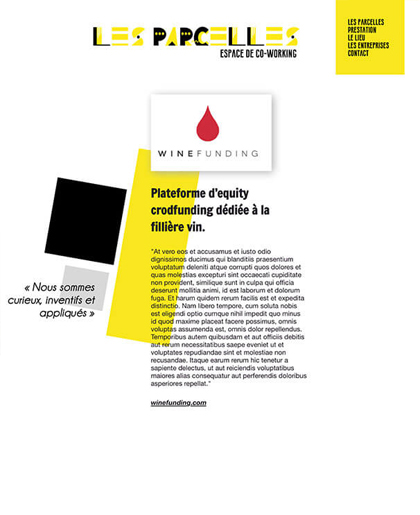 LES PARCELLES
ESPACE DE CO-WORKING
LES PARCELLES
PRESTATION
LE LIEU
LES ENTREPRISES
CONTACT
WINEFUNDING
Plateforme d'equity
crodfunding dédiée à la
fillière vin.
« Nous sommes
curieux, inventifs et
appliqués »
"At vero eos et accusamus et iusto odio
dignissimos ducimus qui blanditiis praesentium
voluptatum deleniti atque corrupti quos dolores et
quas molestias excepturi sint occaecati cupiditate
non provident, similique sunt in culpa qui officia
deserunt mollitia animi, id est laborum et dolorum
fuga. Et harum quidem rerum facilis est et expedita
distinctio. Nam libero tempore, cum soluta nobis
est eligendi optio cumque nihil impedit quo minus
id quod maxime placeat facere possimus, omnis
voluptas assumenda est, omnis dolor repellendus.
Temporibus autem quibusdam et aut officiis debitis
aut rerum necessitatibus saepe eveniet ut et
voluptates repudiandae sint et molestiae non
recusandae. Itaque earum rerum hic tenetur a
sapiente delectus, ut aut reiciendis voluptatibus
maiores alias consequatur aut perferendis doloribus
asperiores repellat."
winefunding.com